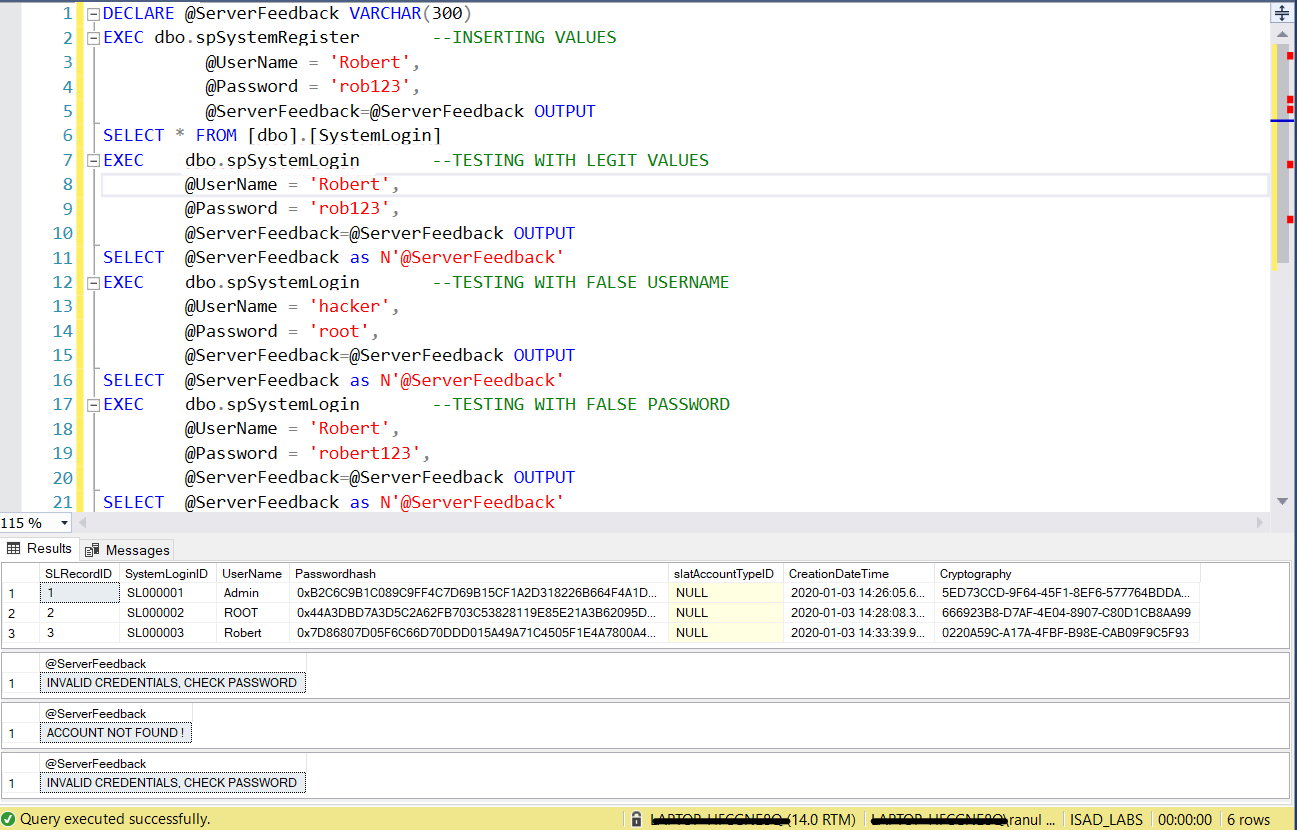 1 DECLARE @ServerFeedback VARCHAR(300)
2 EXEC dbo.spSystemRegister --INSERTING VALUES
3 @UserName = 'Robert',
4 @Password = 'rob123',
5 @ServerFeedback=@ServerFeedback OUTPUT
6 SELECT * FROM [dbo].[SystemLogin]
7 EXEC dbo.spSystemLogin --TESTING WITH LEGIT VALUES
8 @UserName = 'Robert',
9 @Password = 'rob123',
10 @ServerFeedback=@ServerFeedback OUTPUT
11 SELECT @ServerFeedback as N'@ServerFeedback'
12 EXEC dbo.spSystemLogin --TESTING WITH FALSE USERNAME
13 @UserName = 'hacker',
14 @Password = 'root',
15 @ServerFeedback=@ServerFeedback OUTPUT
16 SELECT @ServerFeedback as N'@ServerFeedback'
17 EXEC dbo.spSystemLogin --TESTING WITH FALSE PASSWORD
18 @UserName = 'Robert',
19 @Password = 'robert123',
20 @ServerFeedback=@ServerFeedback OUTPUT
21 SELECT @ServerFeedback as N'@ServerFeedback'
115 %
Results Messages
SLRecordID SystemLoginID UserName Passwordhash slatAccountTypeID CreationDateTime Cryptography
1 1 SL000001 Admin 0xB2C6C9B1C089C9FF4C7D69B15CF1A2D318226B664F4A1D... NULL 2020-01-03 14:26:05.6... 5ED73CCD-9F64-45F1-8EF6-577764BDDA...
2 2 SL000002 ROOT 0x44A3DBD7A3D5C2A62FB703C53828119E85E21A3B62095D... NULL 2020-01-03 14:28:08.3... 666923B8-D7AF-4E04-8907-C80D1CB8AA99
3 3 SL000003 Robert 0x7D86807D05F6C66D70DDD015A49A71C4505F1E4A7800A4... NULL 2020-01-03 14:33:39.9... 0220A59C-A17A-4FBF-B98E-CAB09F9C5F93
@ServerFeedback
1 INVALID CREDENTIALS, CHECK PASSWORD
@ServerFeedback
1 ACCOUNT NOT FOUND !
@ServerFeedback
1 INVALID CREDENTIALS, CHECK PASSWORD
Query executed successfully. (14.0 RTM) \ranul ... ISAD_LABS 00:00:00 6 rows